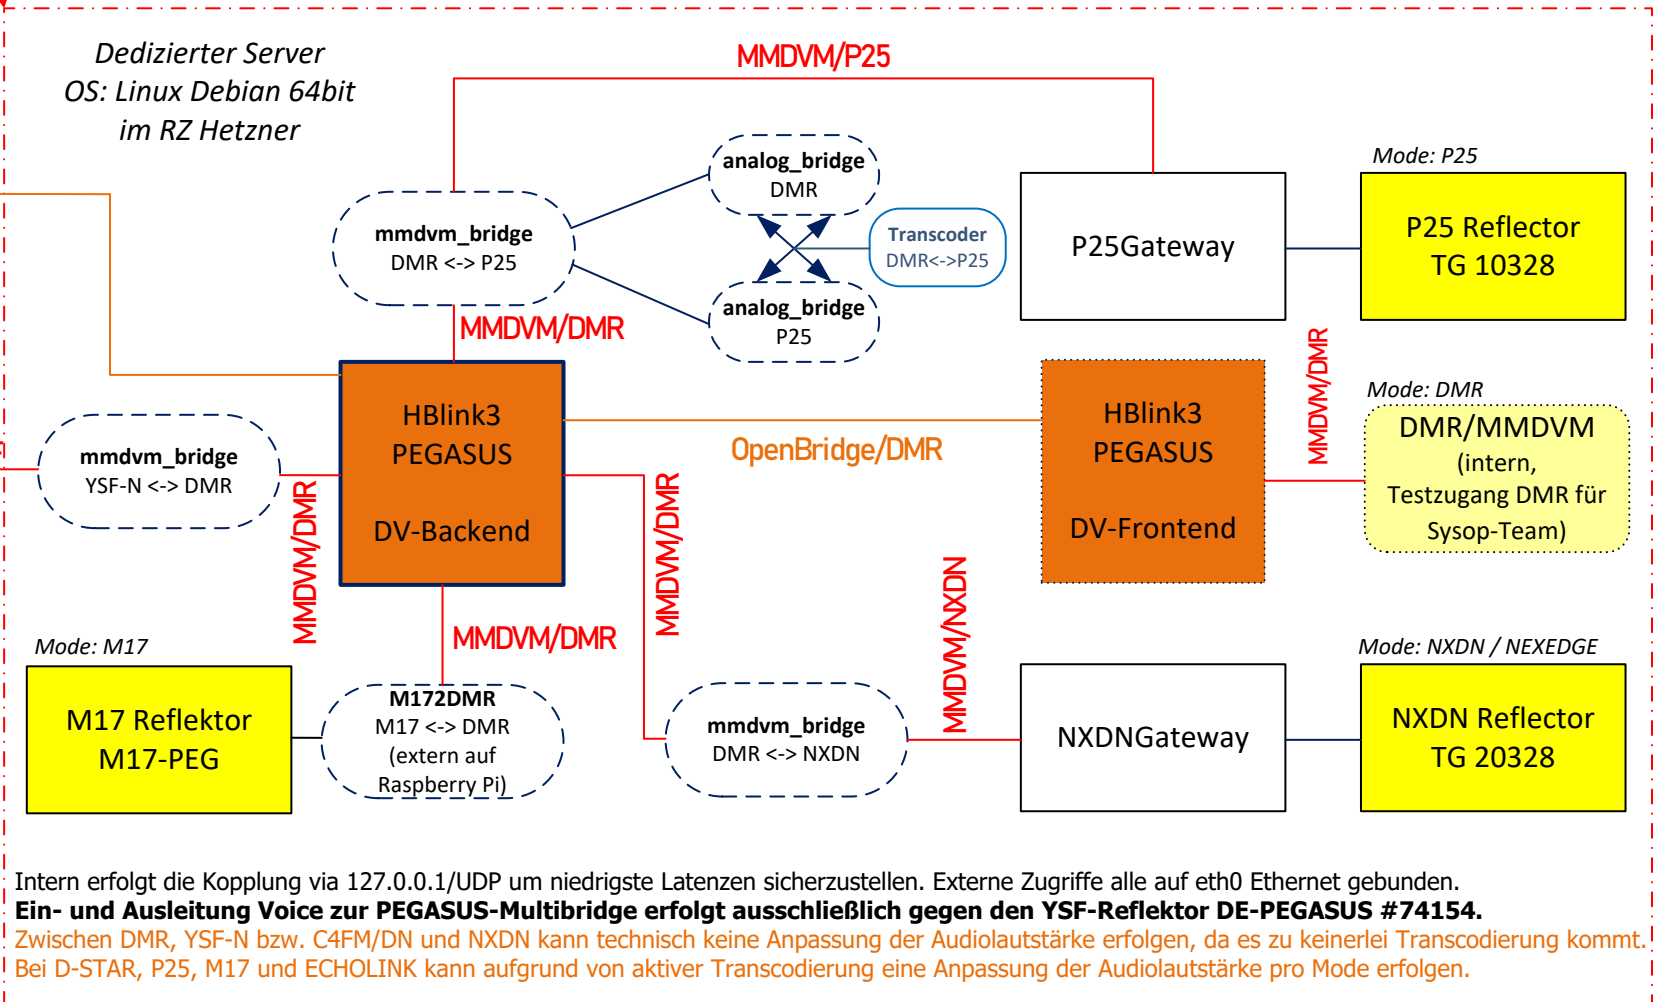 Dedizierter Server
OS: Linux Debian 64bit
im RZ Hetzner
MMDVM/P25
mmdvm_bridge
DMR <-> P25
analog_bridge
DMR
Transcoder
DMR<->P25
analog_bridge
P25
P25Gateway
Mode: P25
P25 Reflector
TG 10328
MMDVM/DMR
HBlink3
PEGASUS
DV-Backend
OpenBridge/DMR
HBlink3
PEGASUS
DV-Frontend
MMDVM/DMR
Mode: DMR
DMR/MMDVM
(intern,
Testzugang DMR für
Sysop-Team)
mmdvm_bridge
YSF-N <-> DMR
MMDVM/DMR
MMDVM/DMR
MMDVM/DMR
MMDVM/NXDN
Mode: M17
M17 Reflektor
M17-PEG
M172DMR
M17 <-> DMR
(extern auf
Raspberry Pi)
mmdvm_bridge
DMR <-> NXDN
NXDNGateway
Mode: NXDN / NEXEDGE
NXDN Reflector
TG 20328
Intern erfolgt die Kopplung via 127.0.0.1/UDP um niedrigste Latenzen sicherzustellen. Externe Zugriffe alle auf eth0 Ethernet gebunden.
Ein- und Ausleitung Voice zur PEGASUS-Multibridge erfolgt ausschließlich gegen den YSF-Reflektor DE-PEGASUS #74154.
Zwischen DMR, YSF-N bzw. C4FM/DN und NXDN kann technisch keine Anpassung der Audiolautstärke erfolgen, da es zu keinerlei Transcodierung kommt.
Bei D-STAR, P25, M17 und ECHOLINK kann aufgrund von aktiver Transcodierung eine Anpassung der Audiolautstärke pro Mode erfolgen.